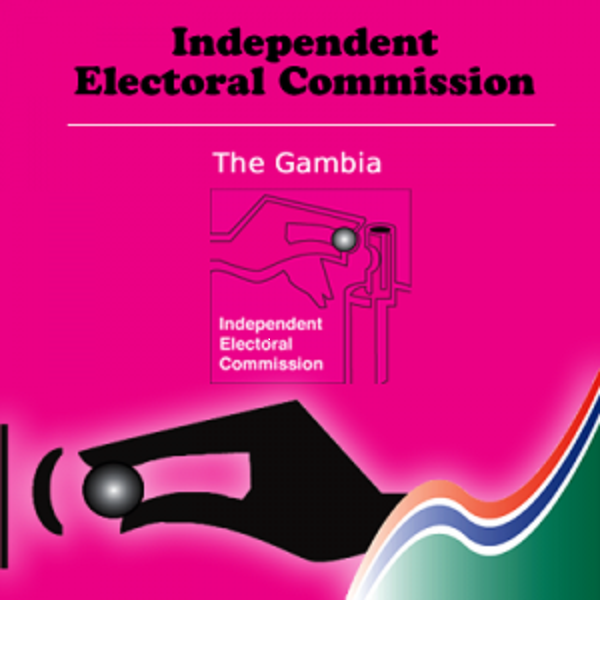 Independent
Electoral Commission
The Gambia
Independent
Electoral
Commission